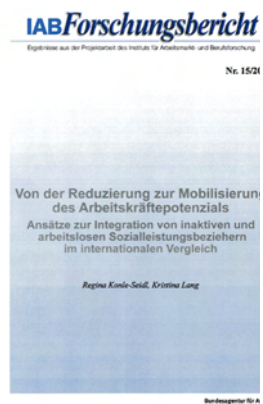 IAB Forschungsbericht
Ergebnisse aus der Projektarbeit des Instituts für Arbeitsmarkt- und Berufsforschung
Nr. 15/20
Von der Reduzierung zur Mobilisierung
des Arbeitskräftepotenzials
Ansätze zur Integration von inaktiven und
arbeitslosen Sozialleistungsbeziehern
im internationalen Vergleich
Regina Konle-Seidl, Kristina Lang
Bundesagentur für A